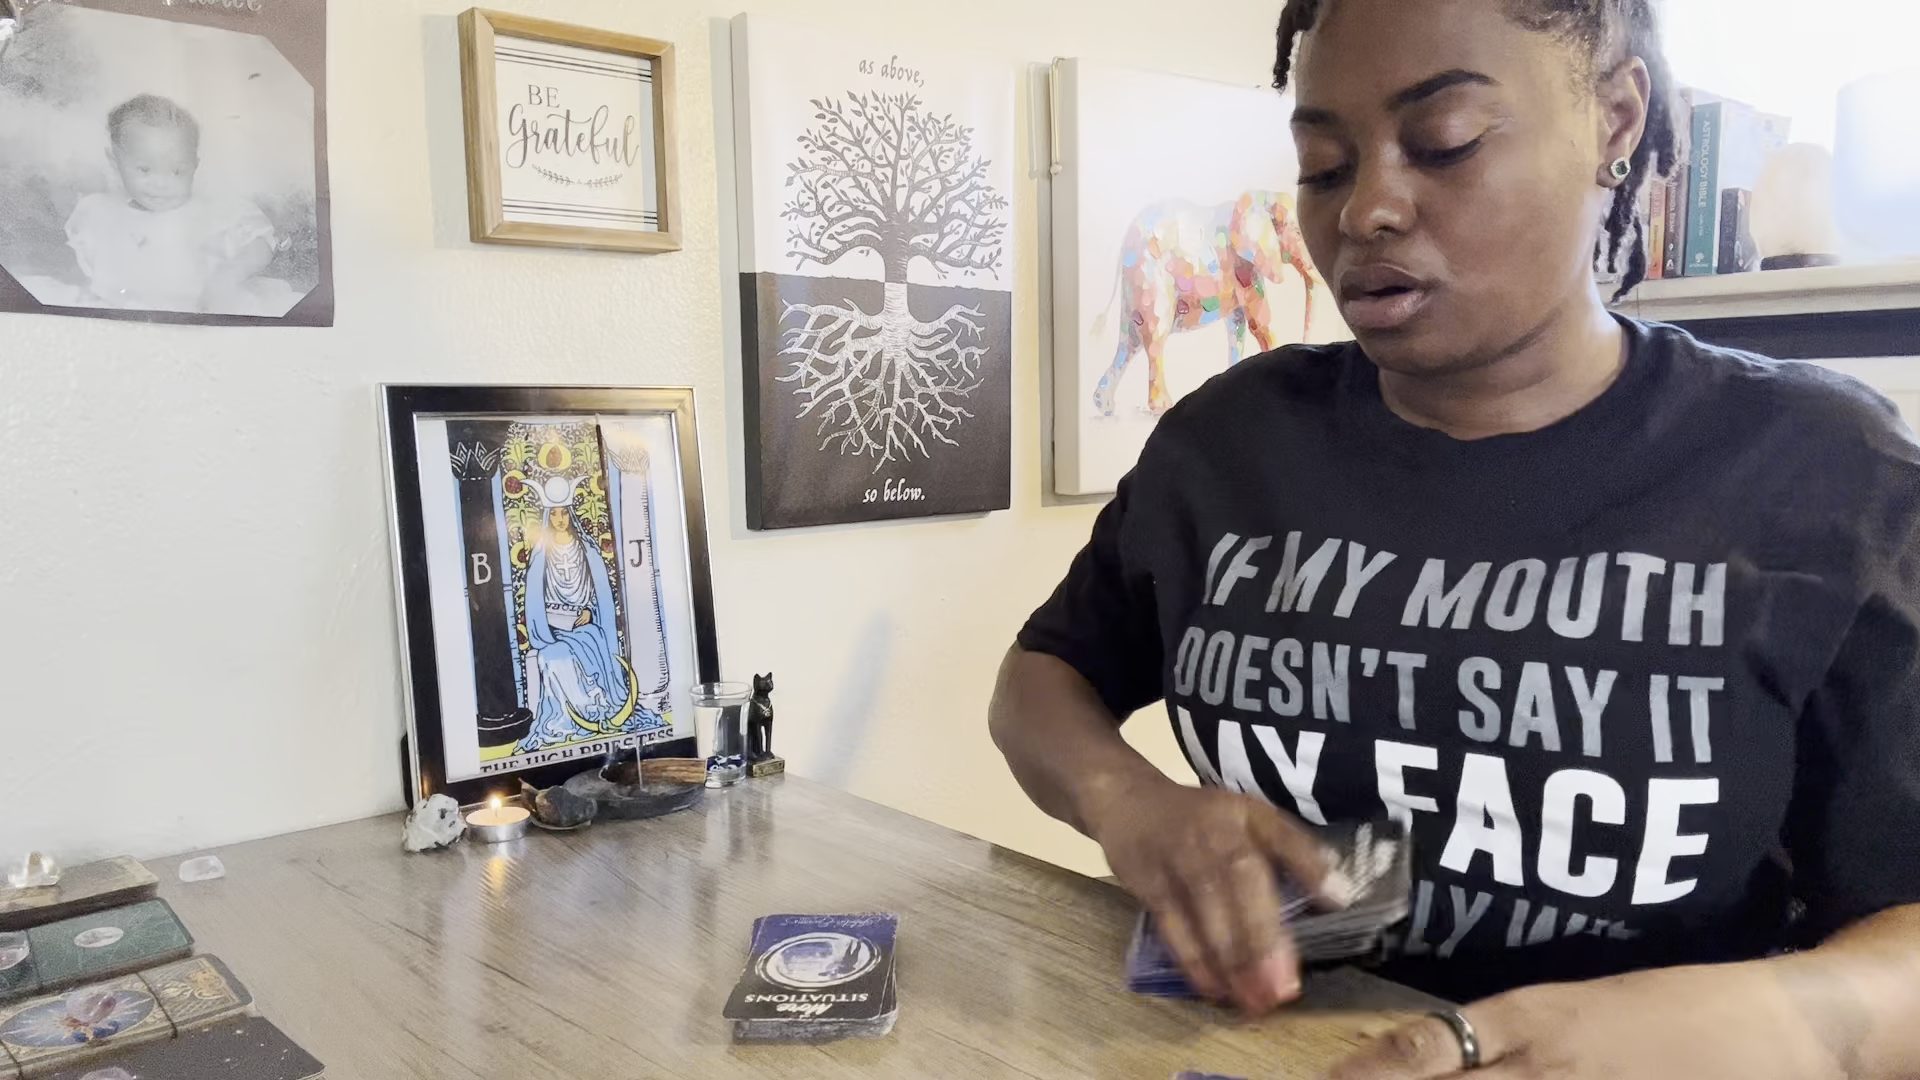 BE
Grateful
as above,
so below.
ASTROLOGY BIBLE
B
J
THE HIGH PRIESTESS
IF MY MOUTH
DOESN'T SAY IT
MY FACE
More
SITUATIONS